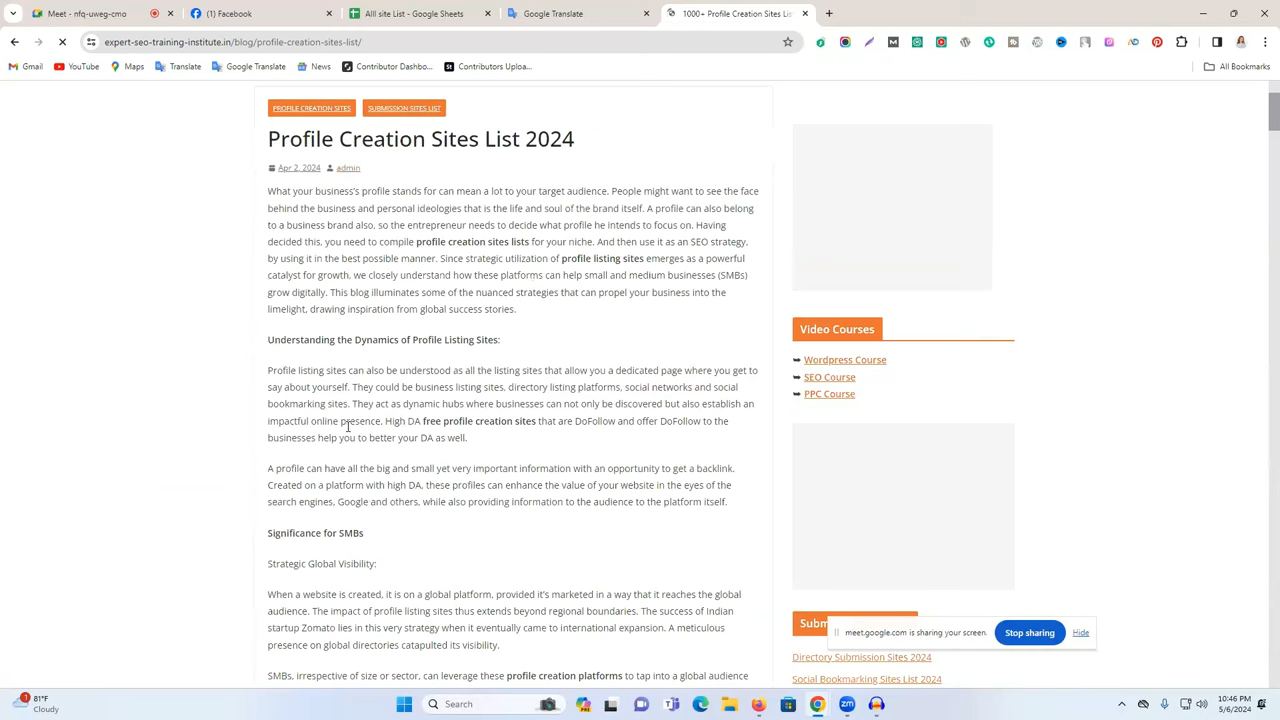 Meet - nfq-uweg-rzo
(2) Facebook
all seo sites - Google Sheets
Google Translate
1000+ Profile Creation Sites Li
expert-seo-training-institute.in/blog/profile-creation-sites-list/
Gmail
YouTube
Maps
Translate
Google Translate
News
Contributor Dashbo...
Contributors Uploa...
All Bookmarks
PROFILE CREATION SITES
SUBMISSION SITES LIST
Profile Creation Sites List 2024
Apr 2, 2024 admin
What your business's profile stands for can mean a lot to your target audience. People might want to see the face
behind the business and personal ideologies that is the life and soul of the brand itself. A profile can also belong
to a business brand also, so the entrepreneur needs to decide what profile he intends to focus on. Having
decided this, you need to compile profile creation sites lists for your niche. And then use it as an SEO strategy,
by using it in the best possible manner. Since strategic utilization of profile listing sites emerges as a powerful
catalyst for growth, we closely understand how these platforms can help small and medium businesses (SMBs)
grow digitally. This blog illuminates some of the nuanced strategies that can propel your business into the
limelight, drawing inspiration from global success stories.
Understanding the Dynamics of Profile Listing Sites:
Profile listing sites can also be understood as all the listing sites that allow you a dedicated page where you get to
say about yourself. They could be business listing sites, directory listing platforms, social networks and social
bookmarking sites. They act as dynamic hubs where businesses can not only be discovered but also establish an
impactful online presence. High DA free profile creation sites that are DoFollow and offer DoFollow to the
businesses help you to better your DA as well.
A profile can have all the big and small yet very important information with an opportunity to get a backlink.
Created on a platform with high DA, these profiles can enhance the value of your website in the eyes of the
search engines, Google and others, while also providing information to the audience to the platform itself.
Significance for SMBs
Strategic Global Visibility:
When a website is created, it is on a global platform, provided it's marketed in a way that it reaches the global
audience. The impact of profile listing sites thus extends beyond regional boundaries. The success of Indian
startup Zomato lies in this very strategy when it eventually came to international expansion. A meticulous
presence on global directories catapulted its visibility.
SMBs, irrespective of size or sector, can leverage these profile creation platforms to tap into a global audience
Video Courses
➥ Wordpress Course
➥ SEO Course
➥ PPC Course
Subm
meet.google.com is sharing your screen.
Stop sharing
Hide
Directory Submission Sites 2024
Social Bookmarking Sites List 2024
1
81°F
Cloudy
Search
zm
10:46 PM
5/6/2024